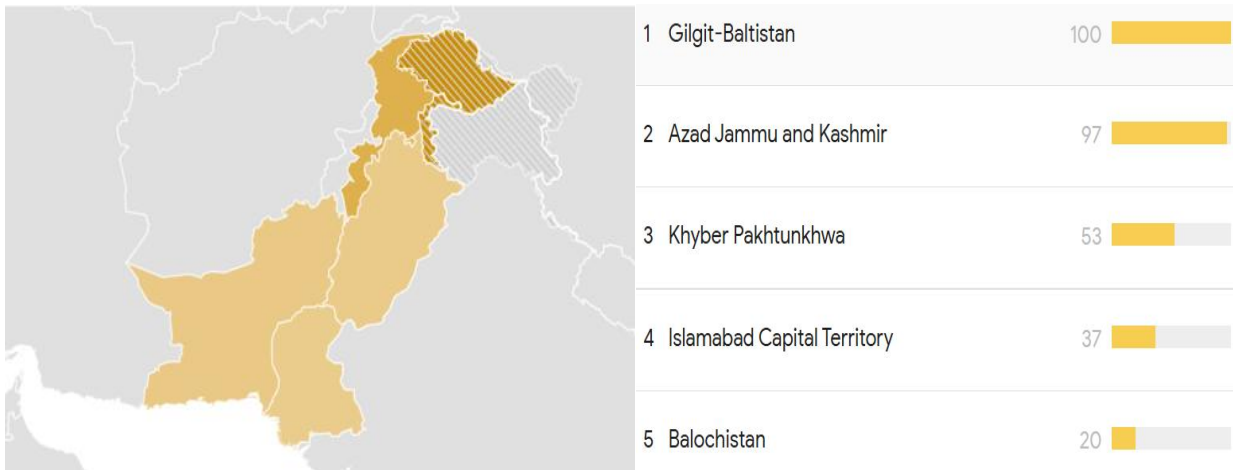 1 Gilgit-Baltistan 100
2 Azad Jammu and Kashmir 97
3 Khyber Pakhtunkhwa 53
4 Islamabad Capital Territory 37
5 Balochistan 20